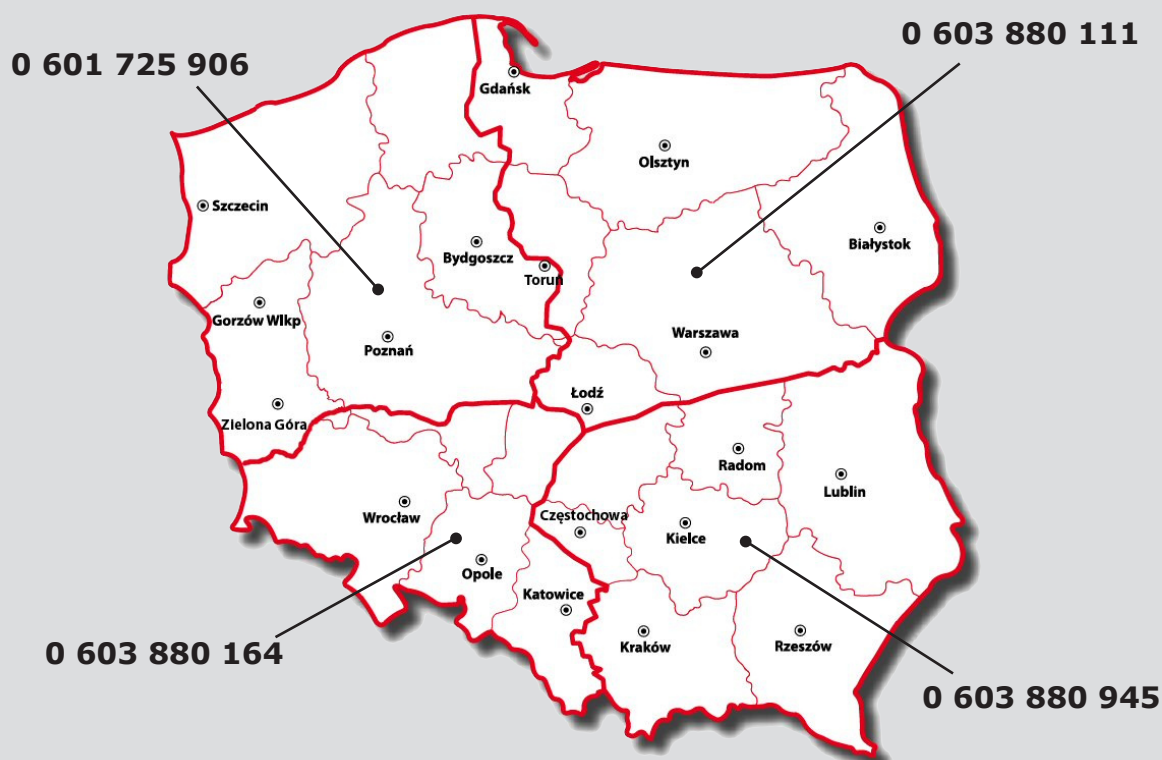 0 603 880 111
0 601 725 906
Gdańsk
Olsztyn
Szczecin
Białystok
Bydgoszcz
Toruń
Gorzów Wlkp
Warszawa
Poznań
Łódź
Zielona Góra
Radom
Lublin
Wrocław
Częstochowa
Kielce
Opole
Katowice
Kraków
Rzeszów
0 603 880 164
0 603 880 945